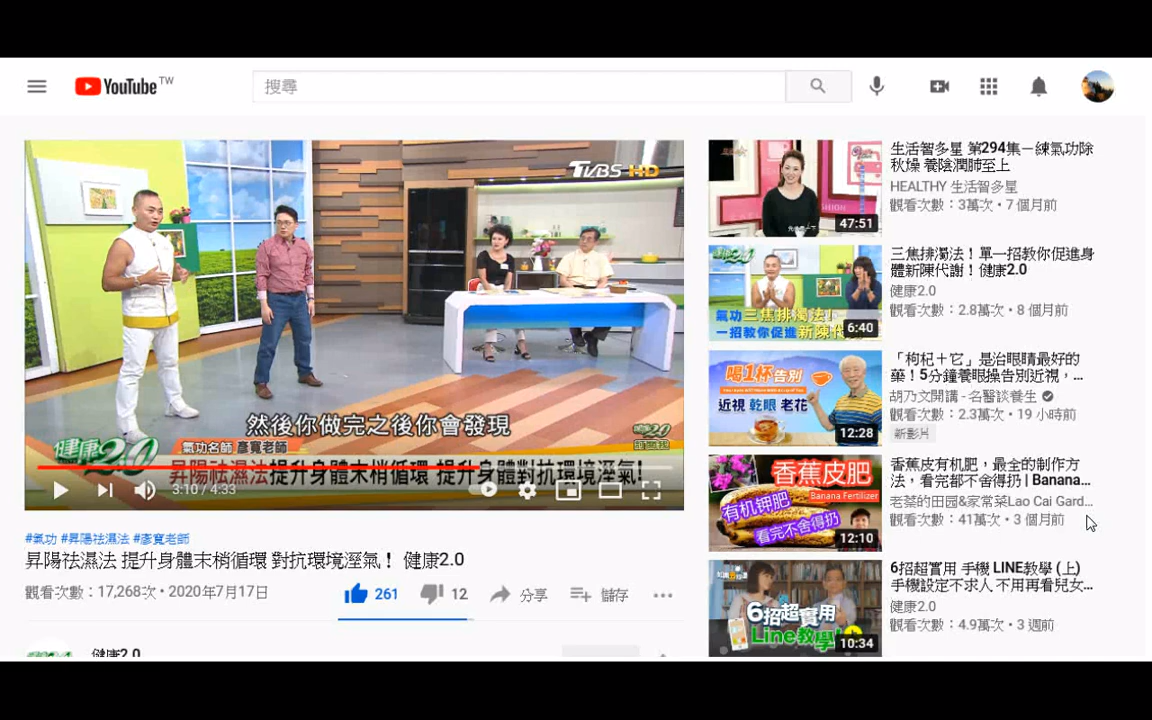 YouTube TW
搜尋
TVBS HD
然後你做完之後你會發現
健康2.0
氣功名師 彥寬老師
昇陽祛濕法提升身體末梢循環 提升身體對抗環境溼氣!
3:10 / 4:33
#氣功 #昇陽祛濕法 #彥寬老師
昇陽祛濕法 提升身體末梢循環 對抗環境溼氣! 健康2.0
觀看次數:17,268次 • 2020年7月17日
261
12
分享
儲存
健康2.0
47:51
生活智多星 第294集－練氣功除
秋燥 養陰潤肺至上
HEALTHY 生活智多星
觀看次數:3萬次 • 7 個月前
氣功三焦排濁法!
一招教你促進新陳代
6:40
三焦排濁法!單一招教你促進身
體新陳代謝!健康2.0
健康2.0
觀看次數:2.8萬次 • 8 個月前
喝1杯告別
近視 乾眼 老花
12:28
「枸杞＋它」是治眼睛最好的
藥!5分鐘養眼操告別近視,...
胡乃文開講 - 名醫談養生
觀看次數:2.3萬次 • 19 小時前
新影片
香蕉皮肥
Banana Fertilizer
有机钾肥
看完不舍得扔
12:10
香蕉皮有机肥,最全的制作方
法,看完都不舍得扔 | Banana...
老菜的田园&家常菜Lao Cai Gard...
觀看次數:41萬次 • 3 個月前
6招超實用
Line教學
10:34
6招超實用 手機 LINE教學 (上)
手機設定不求人 不用再看兒女...
健康2.0
觀看次數:4.9萬次 • 3 週前